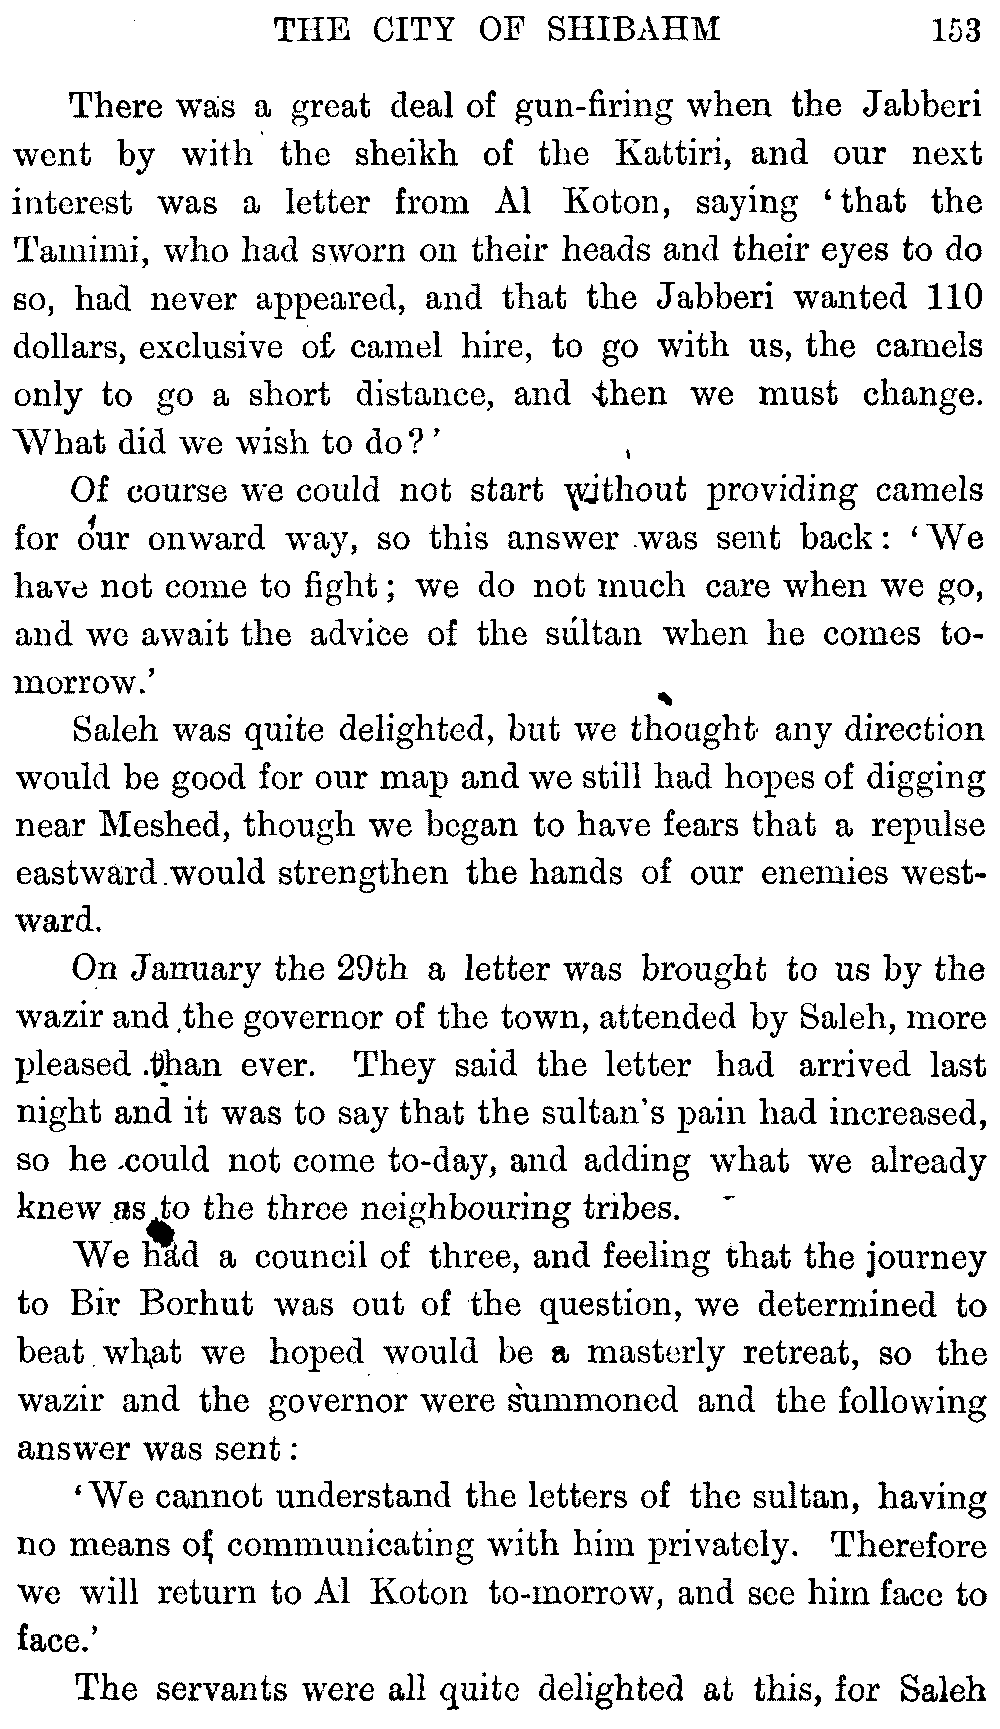 THE CITY OF SHIBAHM 153
There was a great deal of gun-firing when the Jabberi
went by with the sheikh of the Kattiri, and our next
interest was a letter from Al Koton, saying ‘that the
Tamimi, who had sworn on their heads and their eyes to do
so, had never appeared, and that the Jabberi wanted 110
dollars, exclusive of camel hire, to go with us, the camels
only to go a short distance, and then we must change.
What did we wish to do?’
Of course we could not start without providing camels
for our onward way, so this answer was sent back: ‘We
have not come to fight; we do not much care when we go,
and we await the advice of the sultan when he comes to-
morrow.’
Saleh was quite delighted, but we thought any direction
would be good for our map and we still had hopes of digging
near Meshed, though we began to have fears that a repulse
eastward would strengthen the hands of our enemies west-
ward.
On January the 29th a letter was brought to us by the
wazir and the governor of the town, attended by Saleh, more
pleased than ever. They said the letter had arrived last
night and it was to say that the sultan’s pain had increased,
so he could not come to-day, and adding what we already
knew as to the three neighbouring tribes.
We had a council of three, and feeling that the journey
to Bir Borhut was out of the question, we determined to
beat what we hoped would be a masterly retreat, so the
wazir and the governor were summoned and the following
answer was sent:
‘We cannot understand the letters of the sultan, having
no means of communicating with him privately. Therefore
we will return to Al Koton to-morrow, and see him face to
face.’
The servants were all quite delighted at this, for Saleh